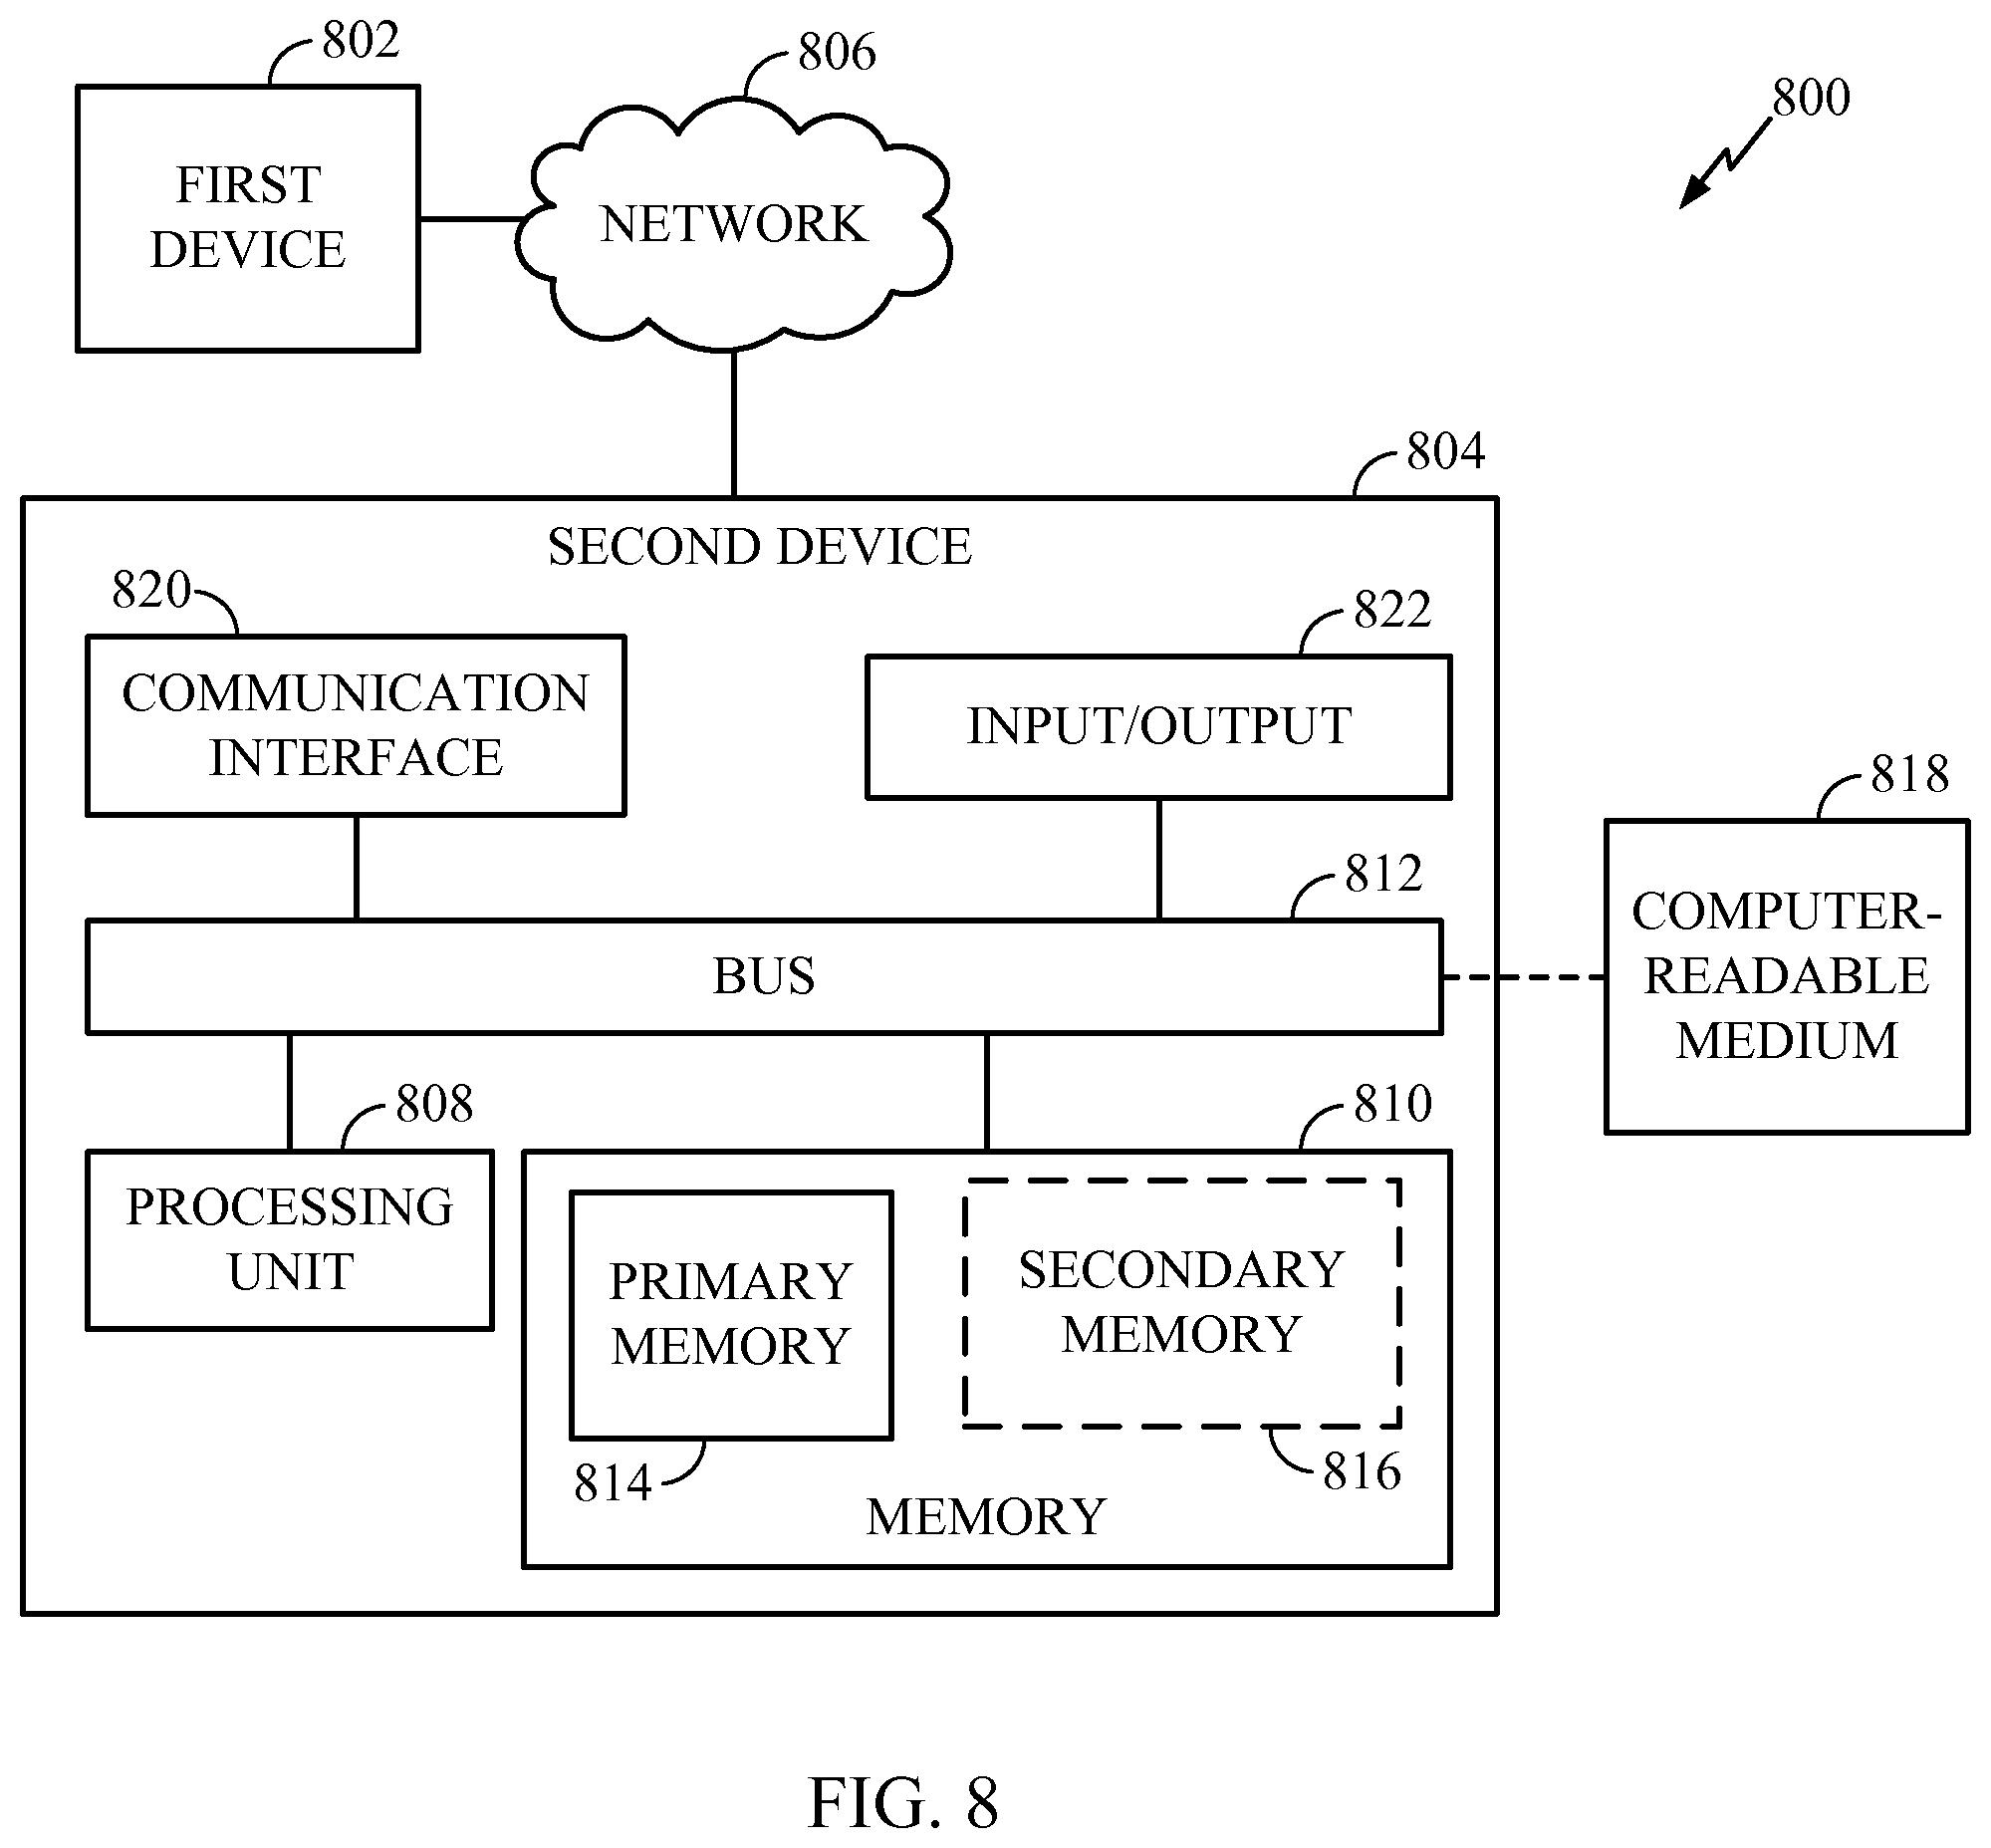 802
806
800
FIRST
DEVICE
NETWORK
804
SECOND DEVICE
820
822
COMMUNICATION
INTERFACE
INPUT/OUTPUT
818
812
BUS
COMPUTER-
READABLE
MEDIUM
808
810
PROCESSING
UNIT
PRIMARY
MEMORY
SECONDARY
MEMORY
814
816
MEMORY
FIG. 8